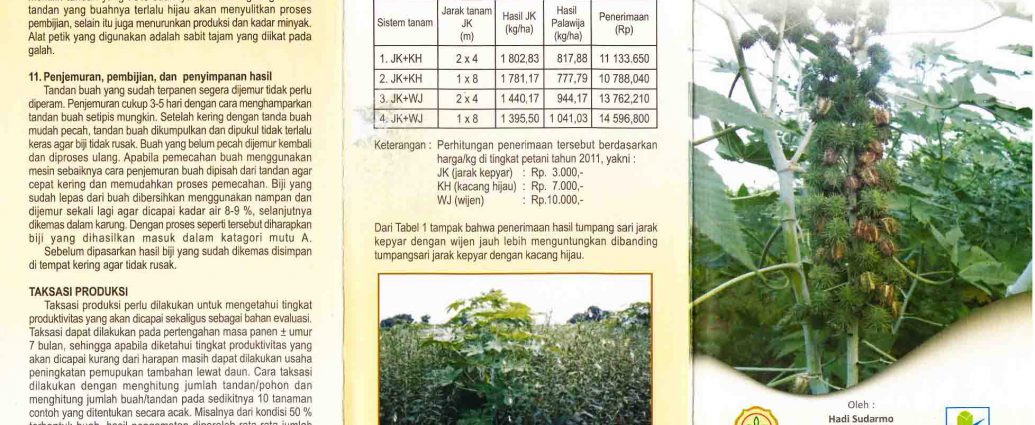 tandan yang buahnya terlalu hijau akan menyulitkan proses
pembijian, selain itu juga menurunkan produksi dan kadar minyak.
Alat petik yang digunakan adalah sabit tajam yang diikat pada
galah.
11. Penjemuran, pembijian, dan penyimpanan hasil
Tandan buah yang sudah terpanen segera dijemur tidak perlu
diperam. Penjemuran cukup 3-5 hari dengan cara menghamparkan
tandan buah setipis mungkin. Setelah kering dengan tanda buah
mudah pecah, tandan buah dikumpulkan dan dipukul tidak terlalu
keras agar biji tidak rusak. Buah yang belum pecah dijemur kembali
dan diproses ulang. Apabila pemecahan buah menggunakan
mesin sebaiknya cara penjemuran buah dipisah dari tandan agar
cepat kering dan memudahkan proses pemecahan. Biji yang
sudah lepas dari buah dibersihkan menggunakan nampan dan
dijemur sekali lagi agar dicapai kadar air 8-9 %, selanjutnya
dikemas dalam karung. Dengan proses seperti tersebut diharapkan
biji yang dihasilkan masuk dalam katagori mutu A.
Sebelum dipasarkan hasil biji yang sudah dikemas disimpan
di tempat kering agar tidak rusak.
TAKSASI PRODUKSI
Taksasi produksi perlu dilakukan untuk mengetahui tingkat
produktivitas yang akan dicapai sekaligus sebagai bahan evaluasi.
Taksasi dapat dilakukan pada pertengahan masa panen ± umur
7 bulan, sehingga apabila diketahui tingkat produktivitas yang
akan dicapai kurang dari harapan masih dapat dilakukan usaha
peningkatan pemupukan tambahan lewat daun. Cara taksasi
dilakukan dengan menghitung jumlah tandan/pohon dan
menghitung jumlah buah/tandan pada sedikitnya 10 tanaman
contoh yang ditentukan secara acak. Misalnya dari kondisi 50 %
Sistem tanam Jarak tanam JK (m) Hasil JK (kg/ha) Hasil Palawija (kg/ha) Penerimaan (Rp)
1. JK+KH 2 x 4 1 802,83 817,88 11 133.650
2. JK+KH 1 x 8 1 781,17 777,79 10 788,040
3. JK+WJ 2 x 4 1 440,17 944,17 13 762,210
4. JK+WJ 1 x 8 1 395,50 1 041,03 14 596,800
Keterangan : Perhitungan penerimaan tersebut berdasarkan
harga/kg di tingkat petani tahun 2011, yakni :
JK (jarak kepyar) : Rp. 3.000,-
KH (kacang hijau) : Rp. 7.000,-
WJ (wijen) : Rp.10.000,-
Dari Tabel 1 tampak bahwa penerimaan hasil tumpang sari jarak
kepyar dengan wijen jauh lebih menguntungkan dibanding
tumpangsari jarak kepyar dengan kacang hijau.
Oleh :
Hadi Sudarmo